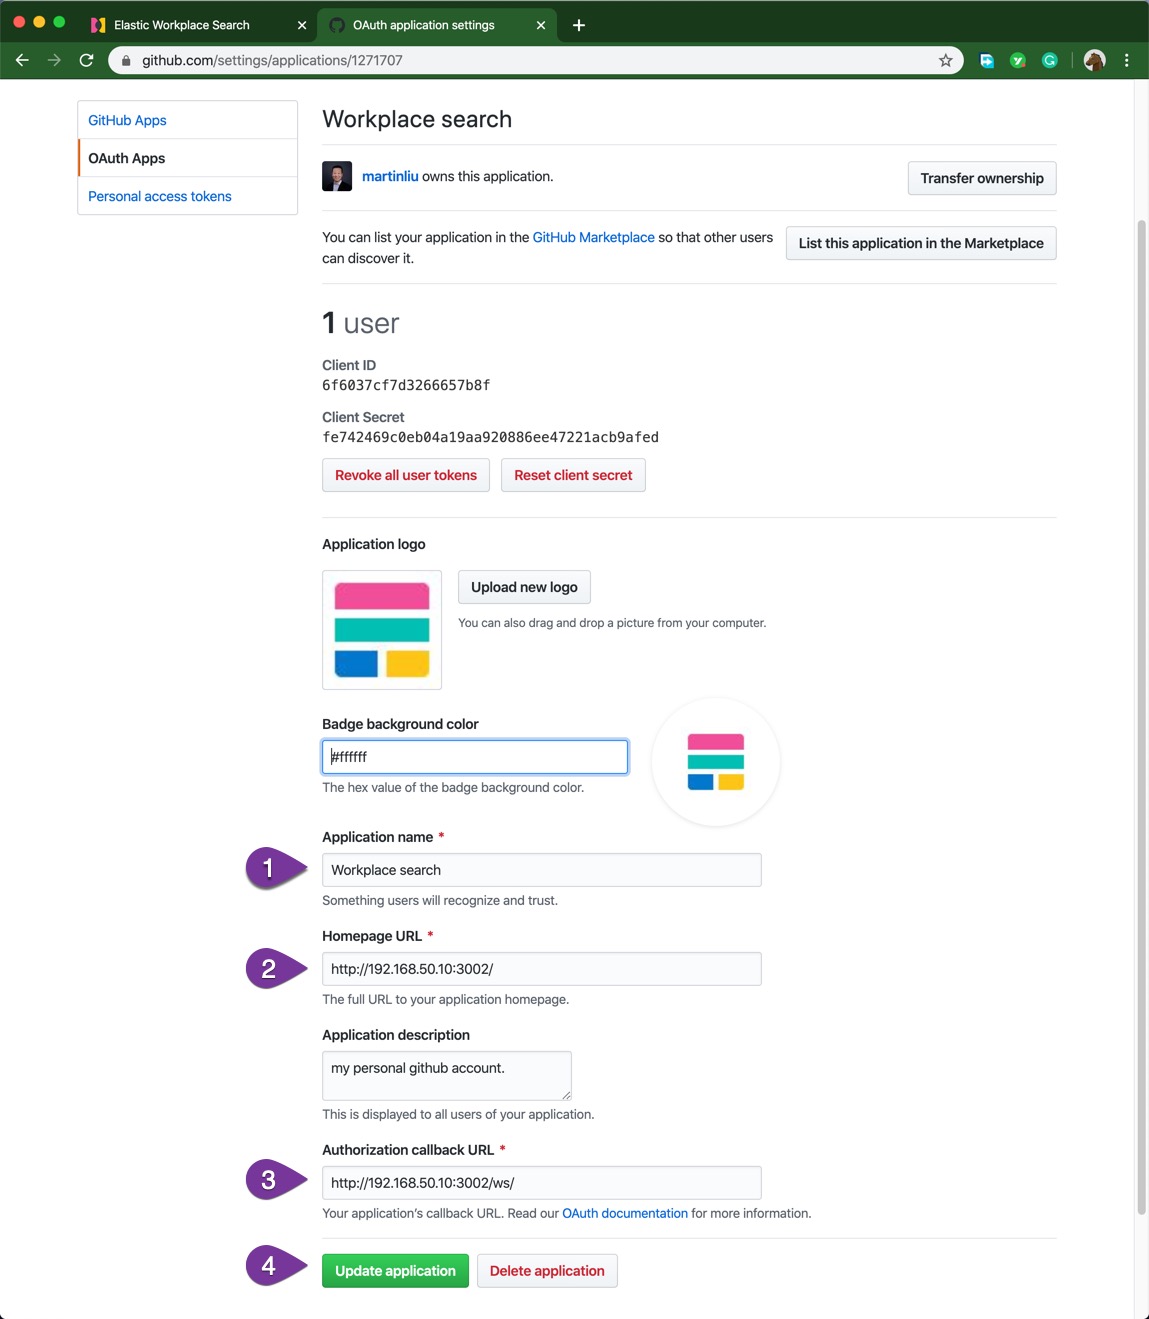 Elastic Workplace Search
OAuth application settings
github.com/settings/applications/1271707
GitHub Apps
OAuth Apps
Personal access tokens
Workplace search
martinliu owns this application.
Transfer ownership
You can list your application in the GitHub Marketplace so that other users
can discover it.
List this application in the Marketplace
1 user
Client ID
6f6037cf7d3266657b8f
Client Secret
fe742469c0eb04a19aa920886ee47221acb9afed
Revoke all user tokens
Reset client secret
Application logo
Upload new logo
You can also drag and drop a picture from your computer.
Badge background color
#ffffff
The hex value of the badge background color.
Application name *
1
Workplace search
Something users will recognize and trust.
Homepage URL *
2
http://192.168.50.10:3002/
The full URL to your application homepage.
Application description
my personal github account.
This is displayed to all users of your application.
Authorization callback URL *
3
http://192.168.50.10:3002/ws/
Your application's callback URL. Read our OAuth documentation for more information.
4
Update application
Delete application